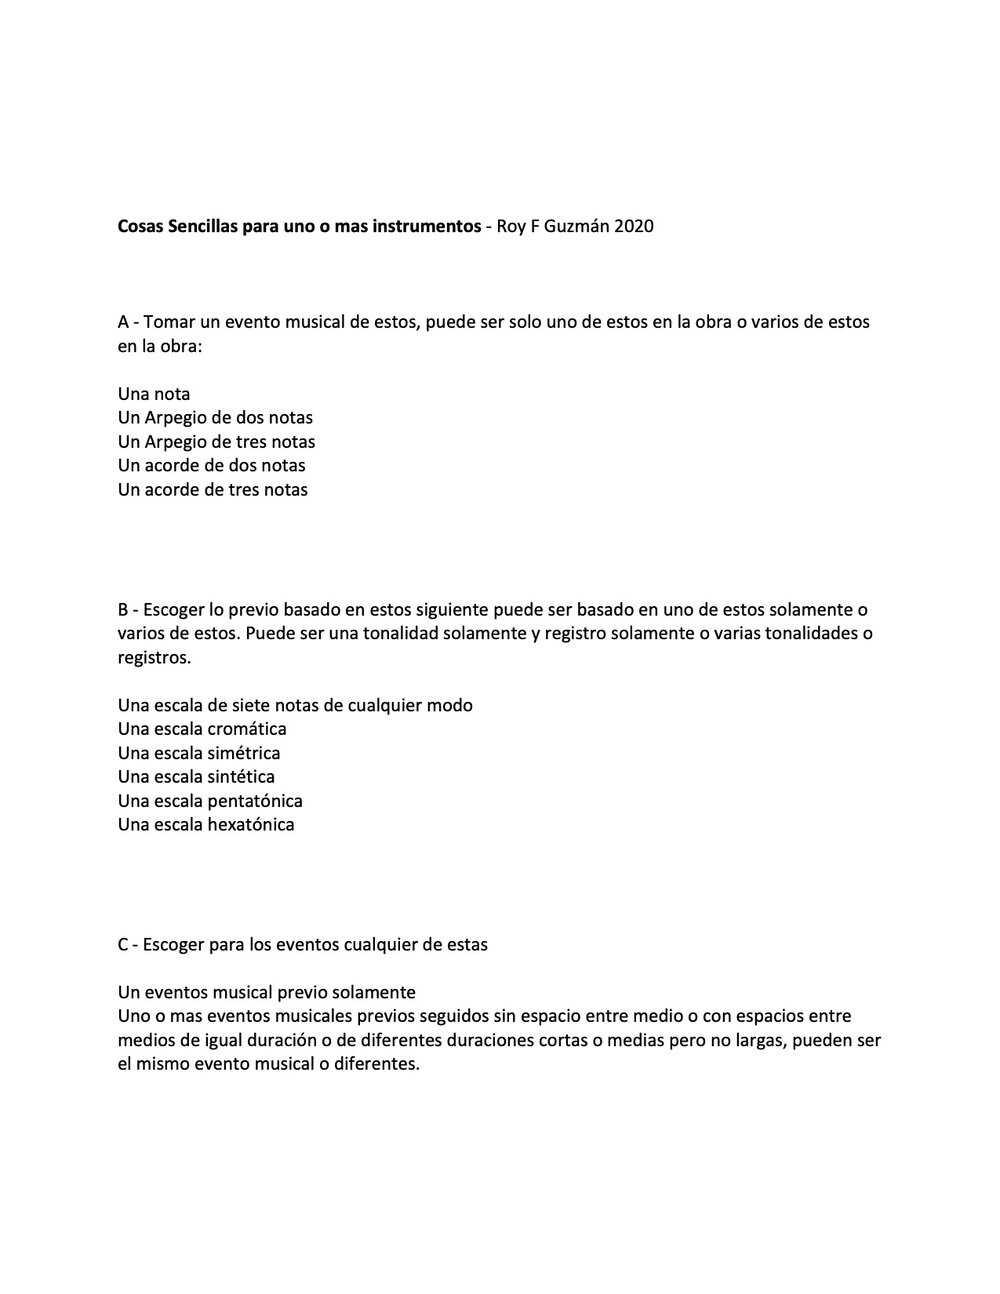 Cosas Sencillas para uno o mas instrumentos - Roy F Guzmán 2020
A - Tomar un evento musical de estos, puede ser solo uno de estos en la obra o varios de estos
en la obra:
Una nota
Un Arpegio de dos notas
Un Arpegio de tres notas
Un acorde de dos notas
Un acorde de tres notas
B - Escoger lo previo basado en estos siguiente puede ser basado en uno de estos solamente o
varios de estos. Puede ser una tonalidad solamente y registro solamente o varias tonalidades o
registros.
Una escala de siete notas de cualquier modo
Una escala cromática
Una escala simétrica
Una escala sintética
Una escala pentatónica
Una escala hexatónica
C - Escoger para los eventos cualquier de estas
Un eventos musical previo solamente
Uno o mas eventos musicales previos seguidos sin espacio entre medio o con espacios entre
medios de igual duración o de diferentes duraciones cortas o medias pero no largas, pueden ser
el mismo evento musical o diferentes.